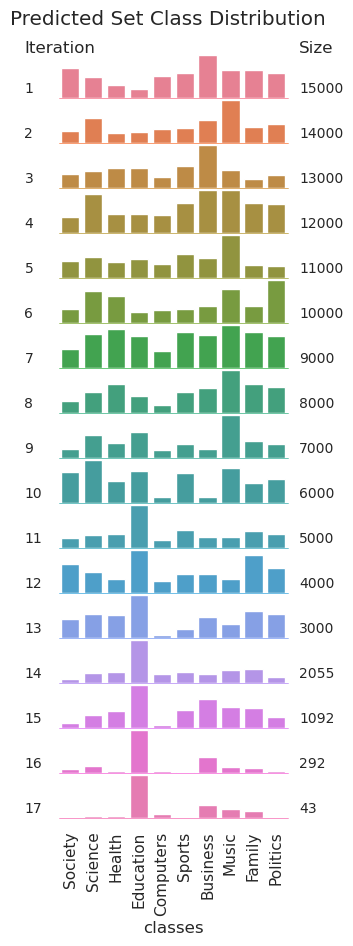 Predicted Set Class Distribution
Iteration Size
1 15000
2 14000
3 13000
4 12000
5 11000
6 10000
7 9000
8 8000
9 7000
10 6000
11 5000
12 4000
13 3000
14 2055
15 1092
16 292
17 43
Society
Science
Health
Education
Computers
Sports
Business
Music
Family
Politics
classes